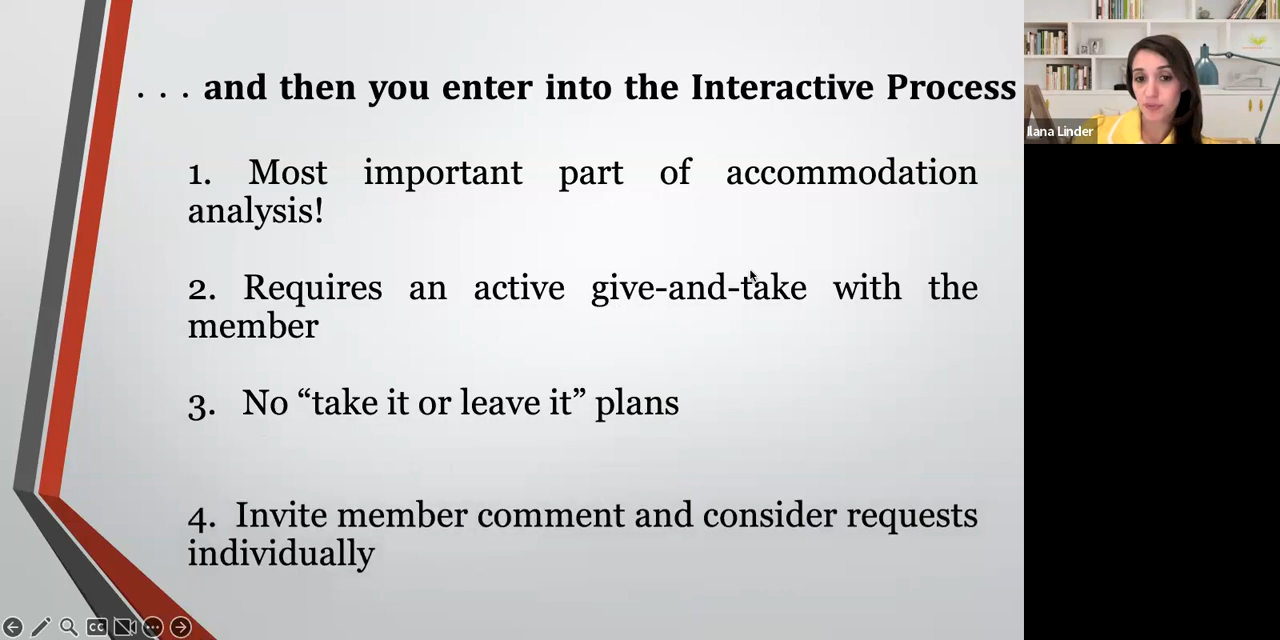 . . . and then you enter into the Interactive Process
1. Most important part of accommodation
analysis!
2. Requires an active give-and-take with the
member
3. No “take it or leave it” plans
4. Invite member comment and consider requests
individually
Ilana Linder
CC